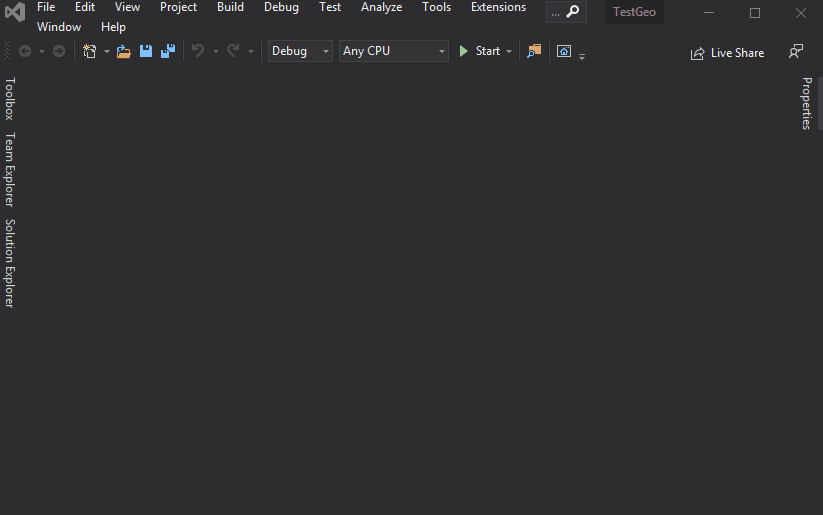 File Edit View Project Build Debug Test Analyze Tools Extensions ... TestGeo
Window Help
Debug Any CPU Start Live Share
Toolbox
Team Explorer
Solution Explorer
Properties